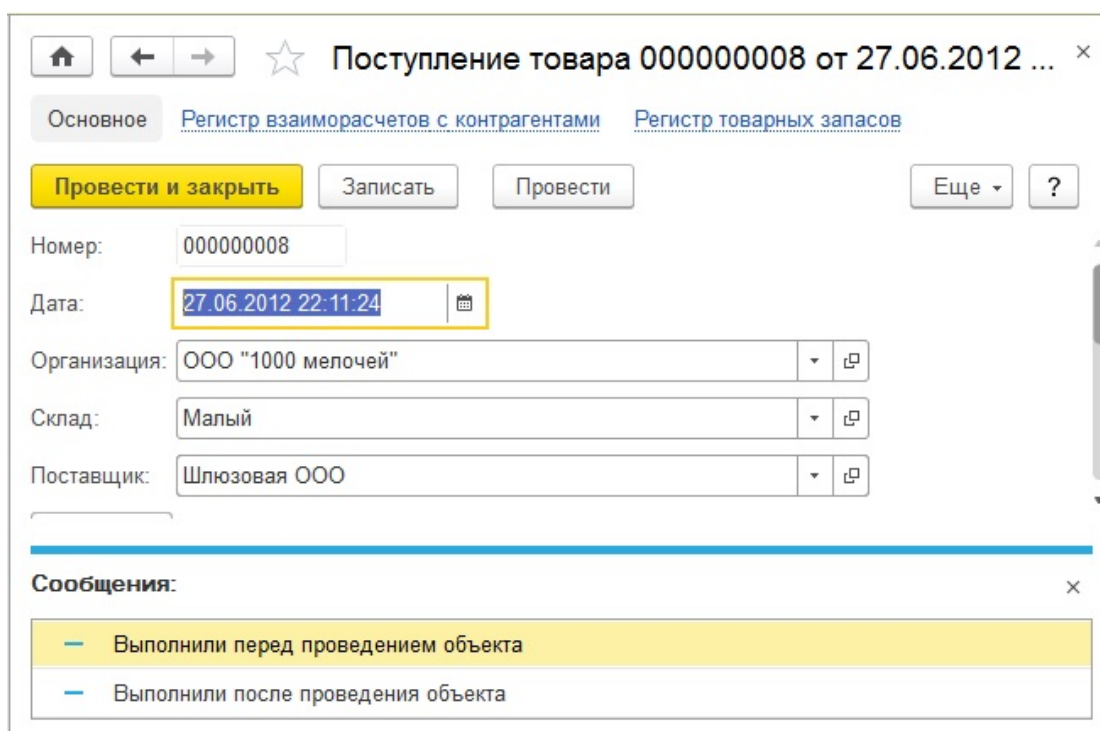 Поступление товара 000000008 от 27.06.2012 ...
Основное Регистр взаиморасчетов с контрагентами Регистр товарных запасов
Провести и закрыть Записать Провести Еще ?
Номер: 000000008
Дата: 27.06.2012 22:11:24
Организация: ООО "1000 мелочей"
Склад: Малый
Поставщик: Шлюзовая ООО
Сообщения:
Выполнили перед проведением объекта
Выполнили после проведения объекта